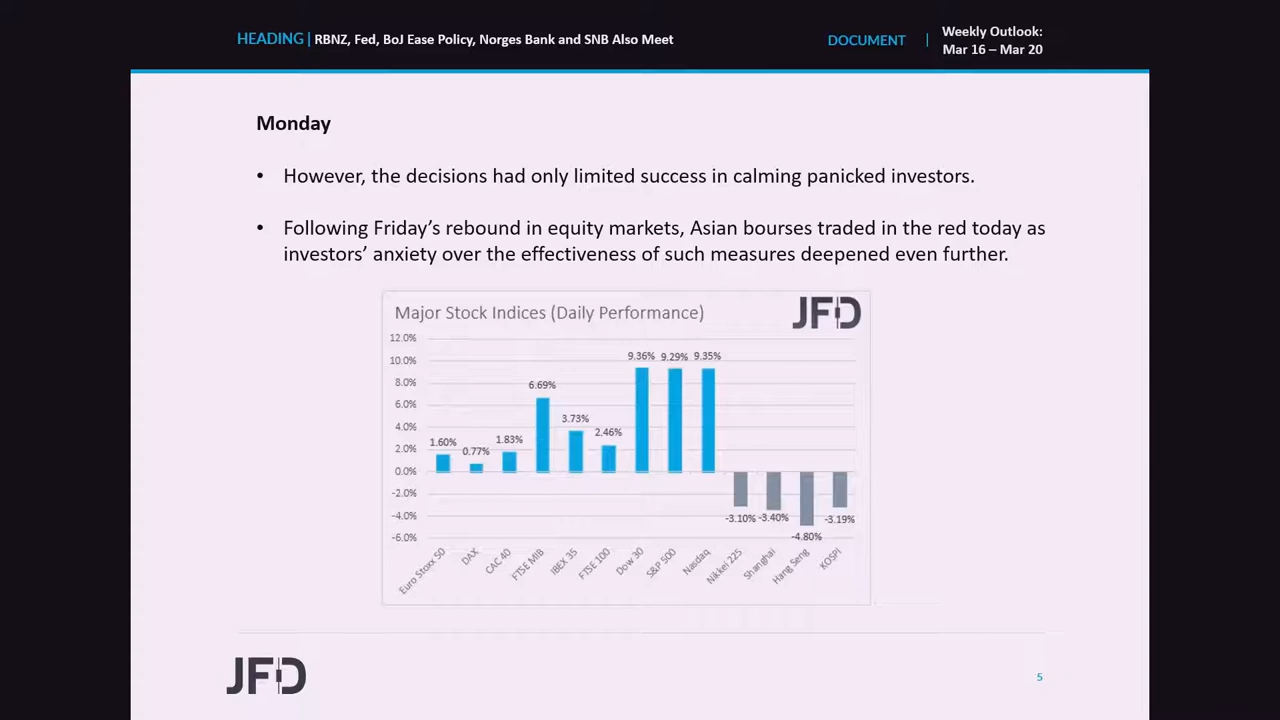 HEADING | RBNZ, Fed, BoJ Ease Policy, Norges Bank and SNB Also Meet
DOCUMENT | Weekly Outlook:
Mar 16 – Mar 20
Monday
• However, the decisions had only limited success in calming panicked investors.
• Following Friday’s rebound in equity markets, Asian bourses traded in the red today as
investors’ anxiety over the effectiveness of such measures deepened even further.
Major Stock Indices (Daily Performance)
JFD
12.0%
10.0%
8.0%
6.0%
4.0%
2.0%
0.0%
-2.0%
-4.0%
-6.0%
1.60%
0.77%
1.83%
6.69%
3.73%
2.46%
9.36%
9.29%
9.35%
-3.10%
-3.40%
-4.80%
-3.19%
Euro Stoxx 50
DAX
CAC 40
FTSE MIB
IBEX 35
FTSE 100
Dow 30
S&P 500
Nasdaq
Nikkei 225
Shanghai
Hang Seng
KOSPI
JFD
5